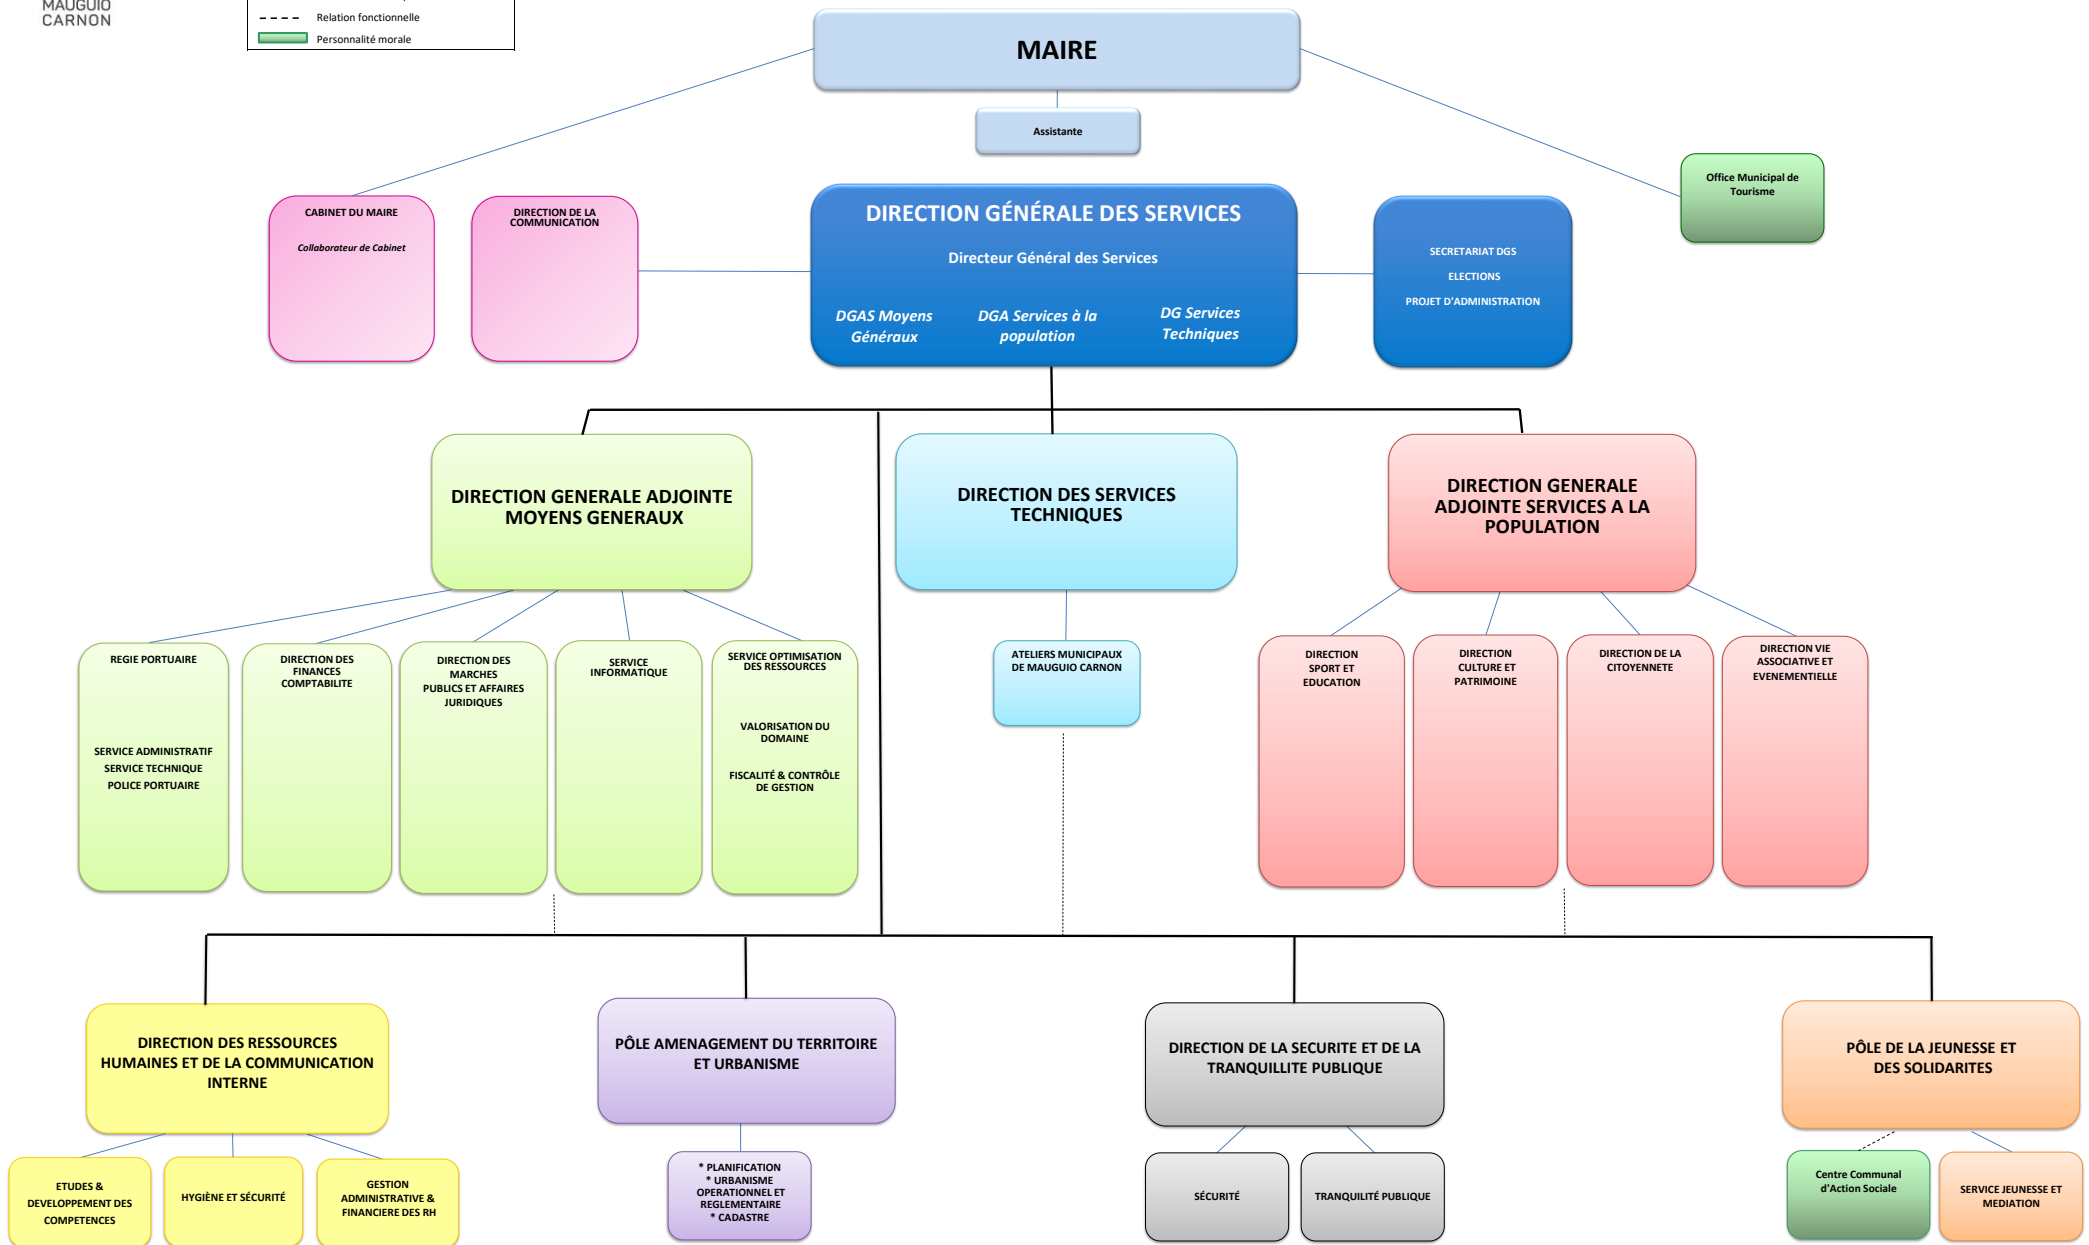 MAUGUIO
CARNON
Relation fonctionnelle
Personnalité morale
MAIRE
Assistante
Office Municipal de
Tourisme
CABINET DU MAIRE
Collaborateur de Cabinet
DIRECTION DE LA
COMMUNICATION
DIRECTION GÉNÉRALE DES SERVICES
Directeur Général des Services
DGAS Moyens
Généraux
DGA Services à la
population
DG Services
Techniques
SECRETARIAT DGS
ELECTIONS
PROJET D'ADMINISTRATION
DIRECTION GENERALE ADJOINTE
MOYENS GENERAUX
DIRECTION DES SERVICES
TECHNIQUES
DIRECTION GENERALE
ADJOINTE SERVICES A LA
POPULATION
REGIE PORTUAIRE
SERVICE ADMINISTRATIF
SERVICE TECHNIQUE
POLICE PORTUAIRE
DIRECTION DES
FINANCES
COMPTABILITE
DIRECTION DES
MARCHES
PUBLICS ET AFFAIRES
JURIDIQUES
SERVICE
INFORMATIQUE
SERVICE OPTIMISATION
DES RESSOURCES
VALORISATION DU
DOMAINE
FISCALITÉ & CONTRÔLE
DE GESTION
ATELIERS MUNICIPAUX
DE MAUGUIO CARNON
DIRECTION
SPORT ET
EDUCATION
DIRECTION
CULTURE ET
PATRIMOINE
DIRECTION DE LA
CITOYENNETE
DIRECTION VIE
ASSOCIATIVE ET
EVENEMENTIELLE
DIRECTION DES RESSOURCES
HUMAINES ET DE LA COMMUNICATION
INTERNE
PÔLE AMENAGEMENT DU TERRITOIRE
ET URBANISME
DIRECTION DE LA SECURITE ET DE LA
TRANQUILLITE PUBLIQUE
PÔLE DE LA JEUNESSE ET
DES SOLIDARITES
ETUDES &
DEVELOPPEMENT DES
COMPETENCES
HYGIÈNE ET SÉCURITÉ
GESTION
ADMINISTRATIVE &
FINANCIERE DES RH
* PLANIFICATION
* URBANISME
OPERATIONNEL ET
REGLEMENTAIRE
* CADASTRE
SÉCURITÉ
TRANQUILITÉ PUBLIQUE
Centre Communal
d'Action Sociale
SERVICE JEUNESSE ET
MEDIATION